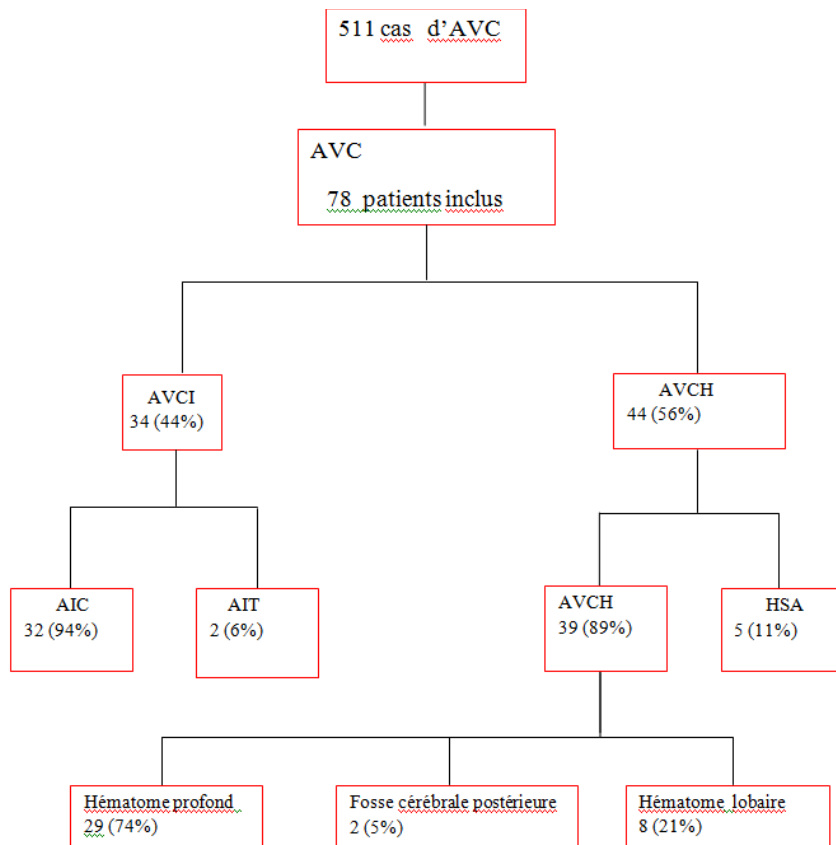 511 cas d’AVC
AVC
78 patients inclus
AVCI
34 (44%)
AVCH
44 (56%)
AIC
32 (94%)
AIT
2 (6%)
AVCH
39 (89%)
HSA
5 (11%)
Hématome profond
29 (74%)
Fosse cérébrale postérieure
2 (5%)
Hématome lobaire
8 (21%)